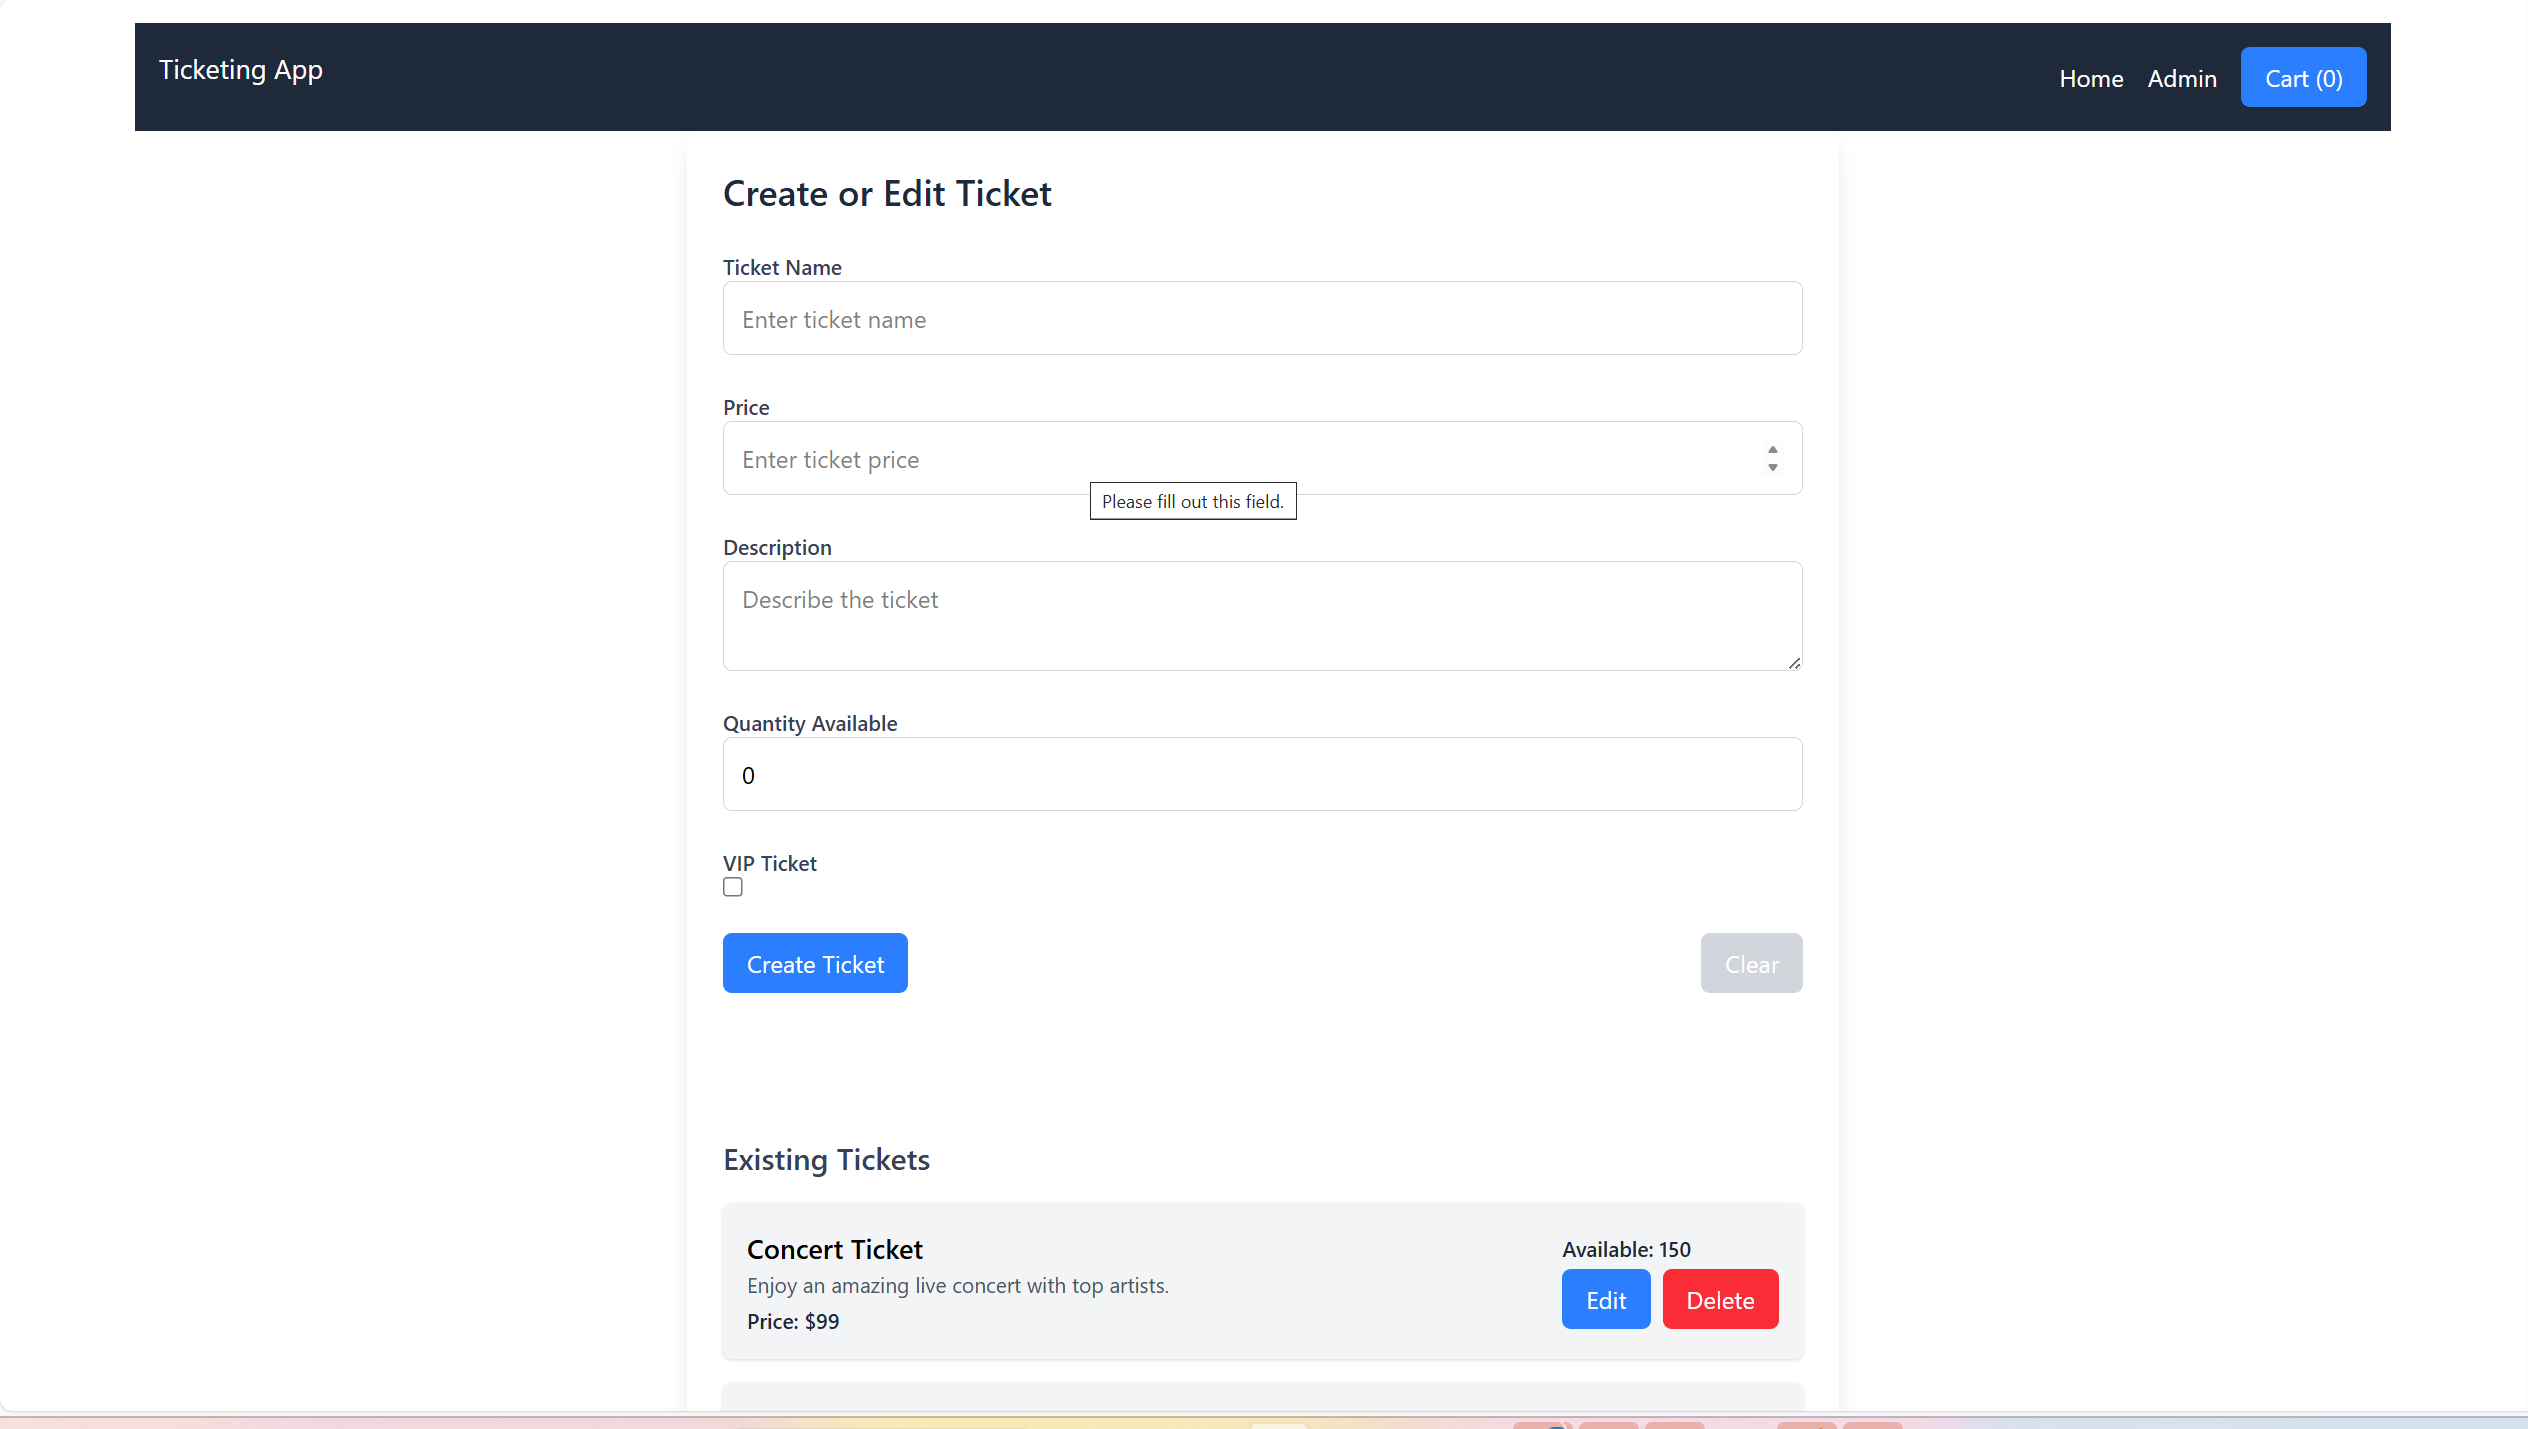 Ticketing App
Home
Admin
Cart (0)
Create or Edit Ticket
Ticket Name
Enter ticket name
Price
Enter ticket price
Please fill out this field.
Description
Describe the ticket
Quantity Available
0
VIP Ticket
Create Ticket
Clear
Existing Tickets
Concert Ticket
Enjoy an amazing live concert with top artists.
Price: $99
Available: 150
Edit
Delete